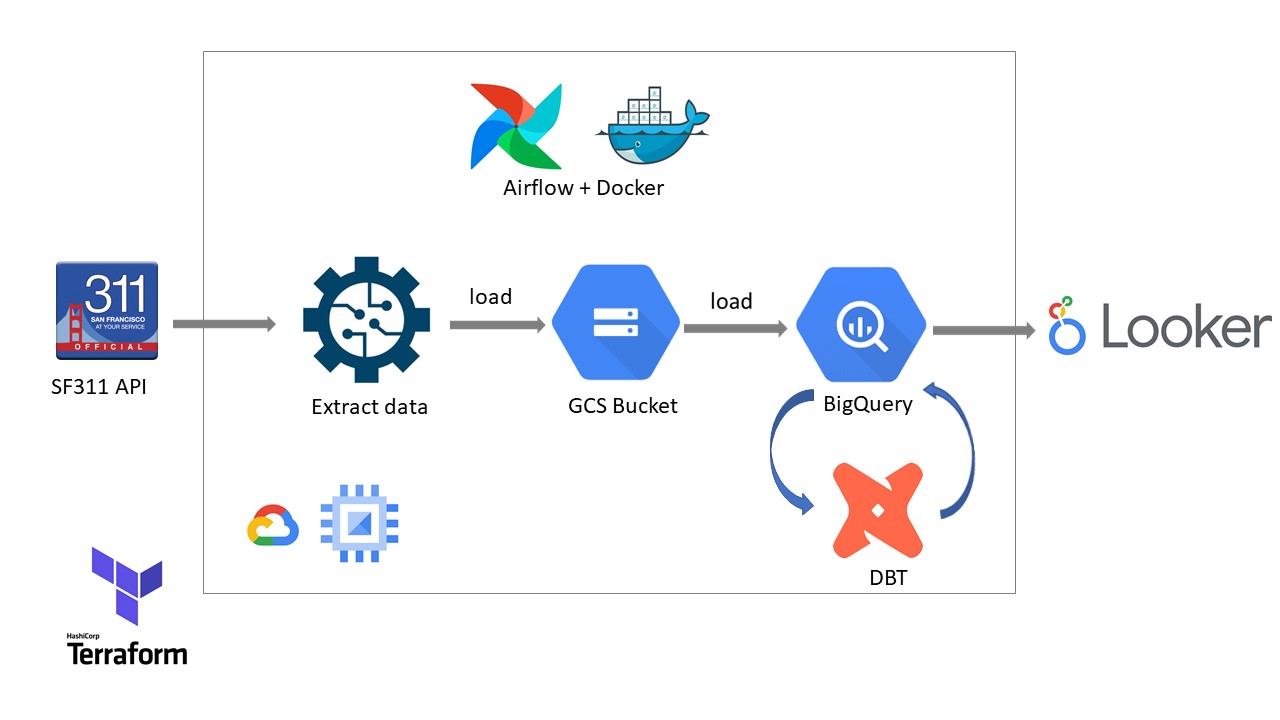 Airflow + Docker
311
SAN FRANCISCO
AT YOUR SERVICE
OFFICIAL
SF311 API
Extract data
load
GCS Bucket
load
BigQuery
Looker
DBT
HashiCorp
Terraform